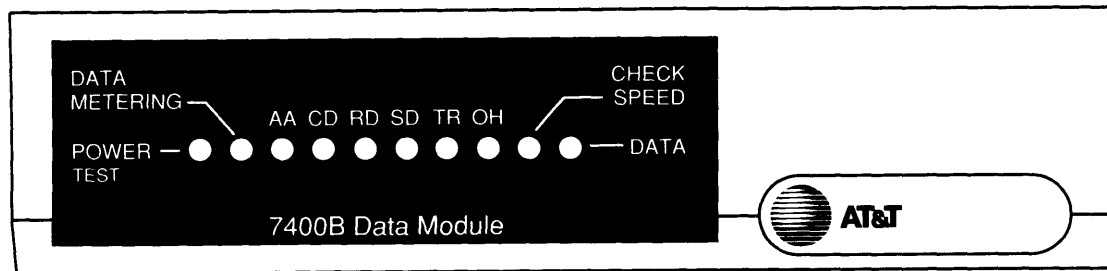 DATA
METERING
CHECK
SPEED
AA CD RD SD TR OH
POWER
TEST
DATA
7400B Data Module
AT&T